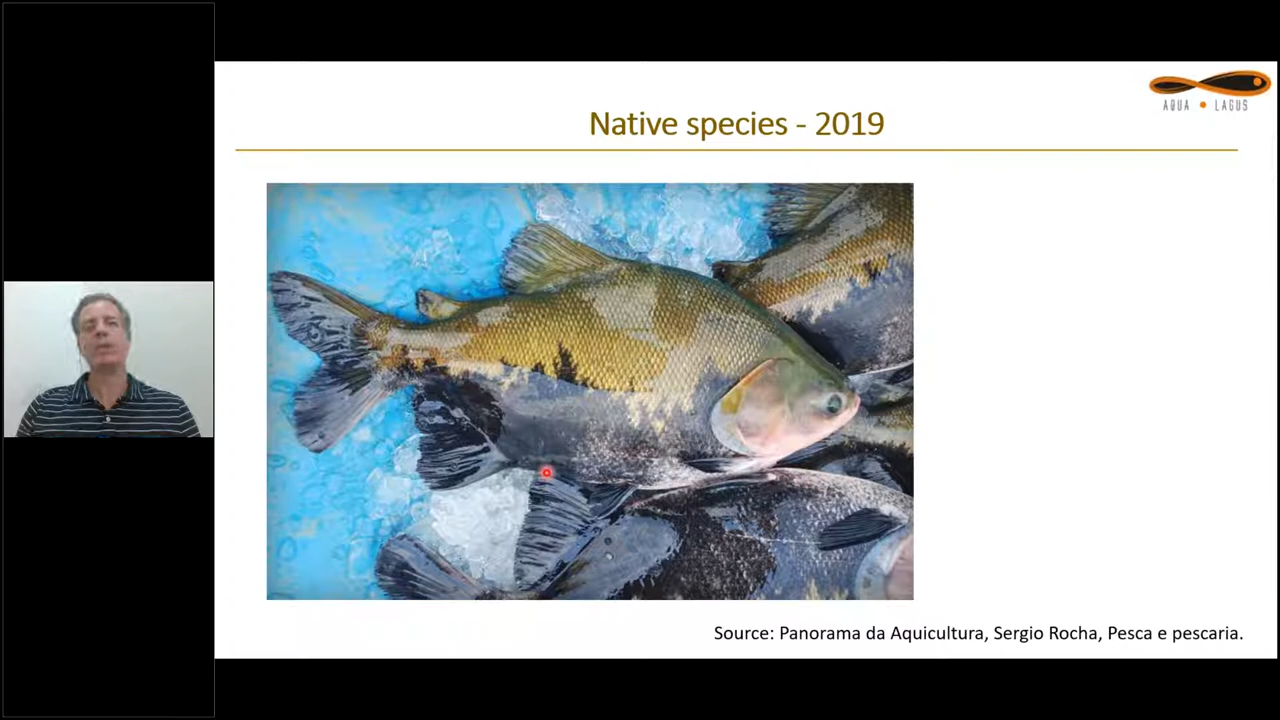 AQUA LAGUS
Native species - 2019
Source: Panorama da Aquicultura, Sergio Rocha, Pesca e pescaria.